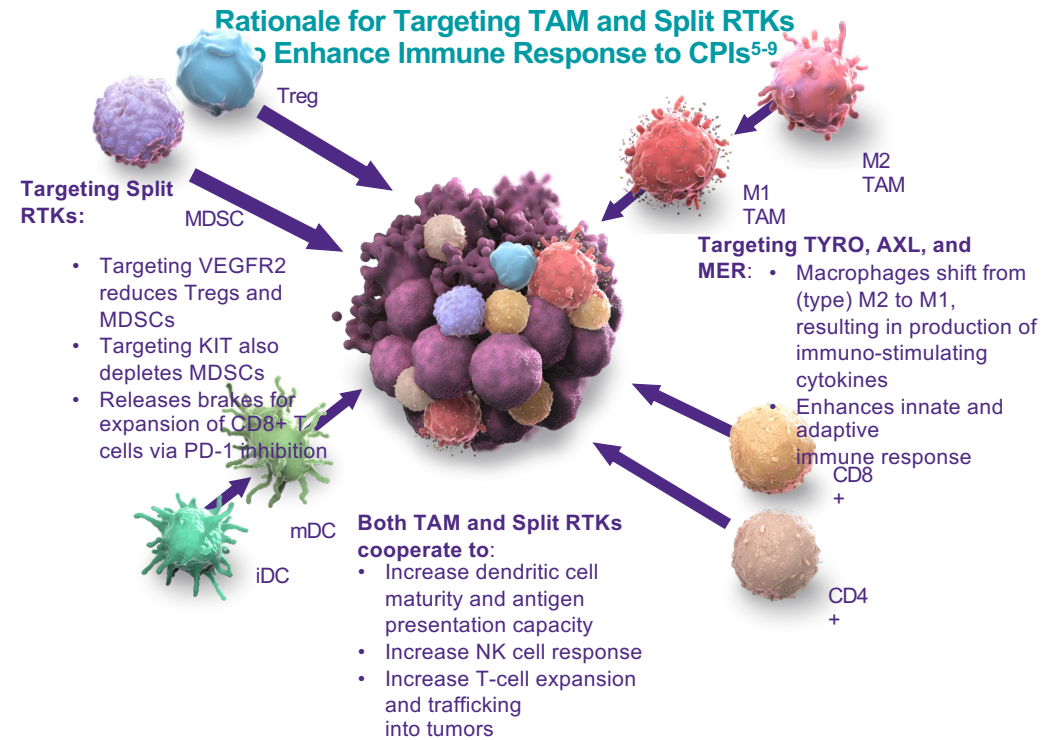 Rationale for Targeting TAM and Split RTKs
o Enhance Immune Response to CPIs5-9
Treg
MDSC
Targeting Split
RTKs:
• Targeting VEGFR2
reduces Tregs and
MDSCs
• Targeting KIT also
depletes MDSCs
• Releases brakes for
expansion of CD8+ T
cells via PD-1 inhibition
mDC
iDC
M2
TAM
M1
TAM
Targeting TYRO, AXL, and
MER:
• Macrophages shift from
(type) M2 to M1,
resulting in production of
immuno-stimulating
cytokines
• Enhances innate and
adaptive
immune response
CD8
+
CD4
+
Both TAM and Split RTKs
cooperate to:
• Increase dendritic cell
maturity and antigen
presentation capacity
• Increase NK cell response
• Increase T-cell expansion
and trafficking
into tumors